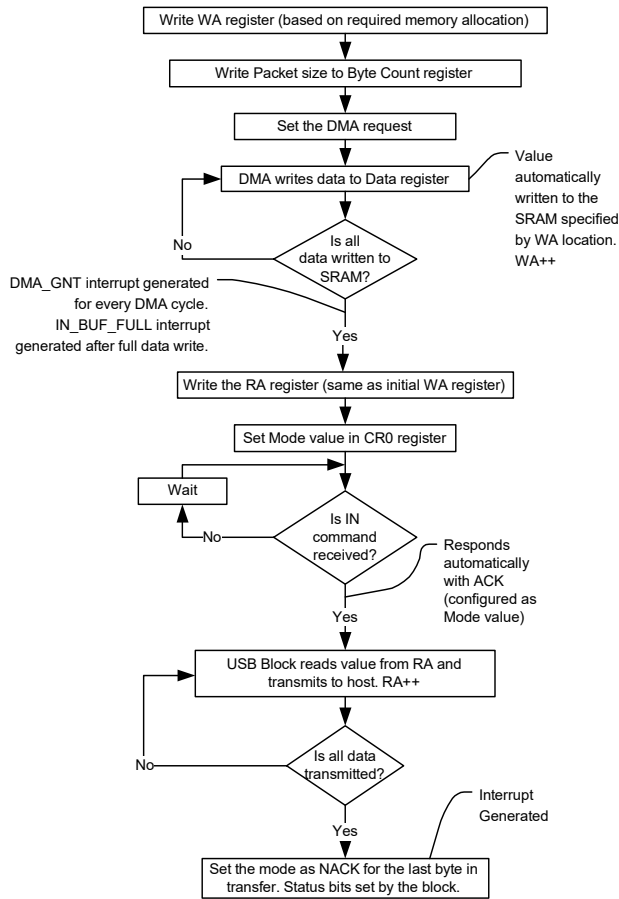 Write WA register (based on required memory allocation)
Write Packet size to Byte Count register
Set the DMA request
DMA writes data to Data register
Value
automatically
written to the
SRAM specified
by WA location.
WA++
Is all
data written to
SRAM?
No
DMA_GNT interrupt generated
for every DMA cycle.
IN_BUF_FULL interrupt
generated after full data write.
Yes
Write the RA register (same as initial WA register)
Set Mode value in CR0 register
Wait
Is IN
command
received?
No
Responds
automatically
with ACK
(configured as
Mode value)
Yes
USB Block reads value from RA and
transmits to host. RA++
Is all data
transmitted?
No
Interrupt
Generated
Yes
Set the mode as NACK for the last byte in
transfer. Status bits set by the block.